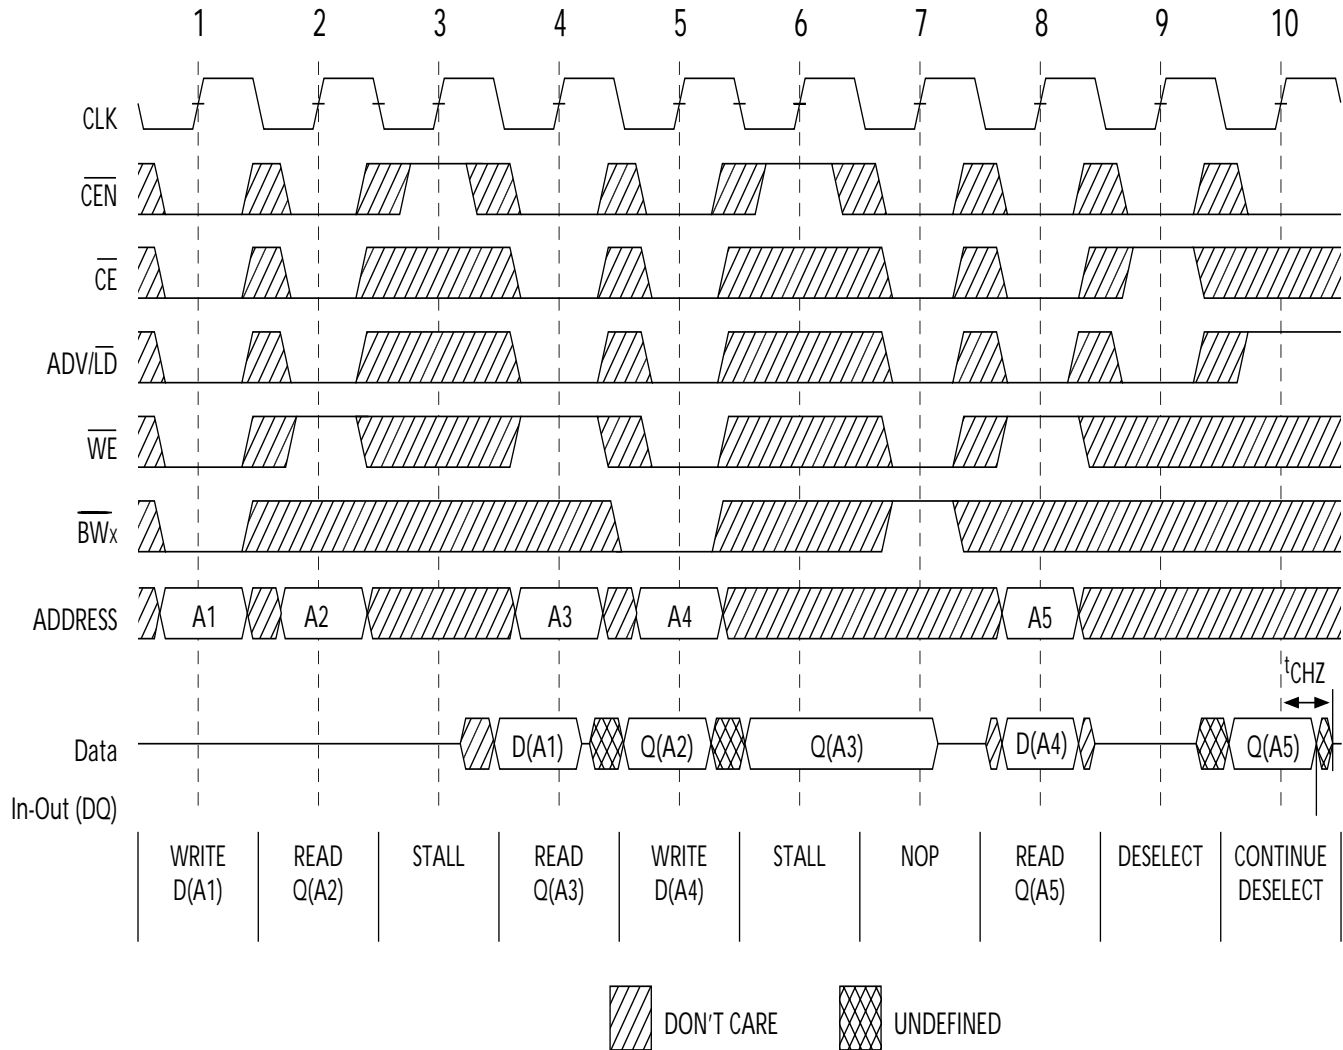 1 2 3 4 5 6 7 8 9 10
CLK
CEN
CE
ADV/LD
WE
BWx
ADDRESS A1 A2 A3 A4 A5
tCHZ
Data D(A1) Q(A2) Q(A3) D(A4) Q(A5)
In-Out (DQ)
WRITE READ STALL READ WRITE STALL NOP READ DESELECT CONTINUE
D(A1) Q(A2) Q(A3) D(A4) Q(A5) DESELECT
DON'T CARE UNDEFINED